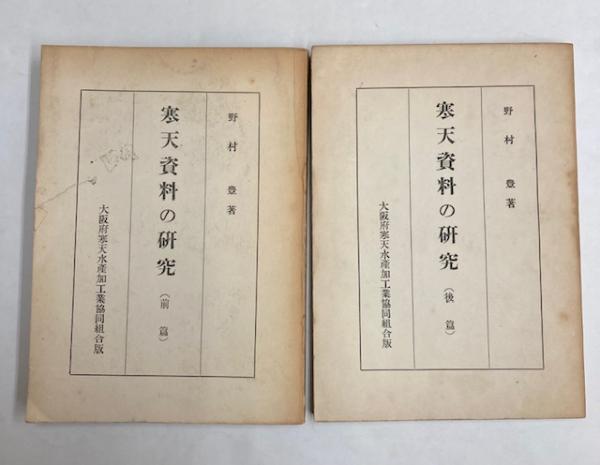 野村豊著
寒天資料の研究
（前篇）
大阪府寒天水産加工業協同組合版
野村豊著
寒天資料の研究
（後篇）
大阪府寒天水産加工業協同組合版